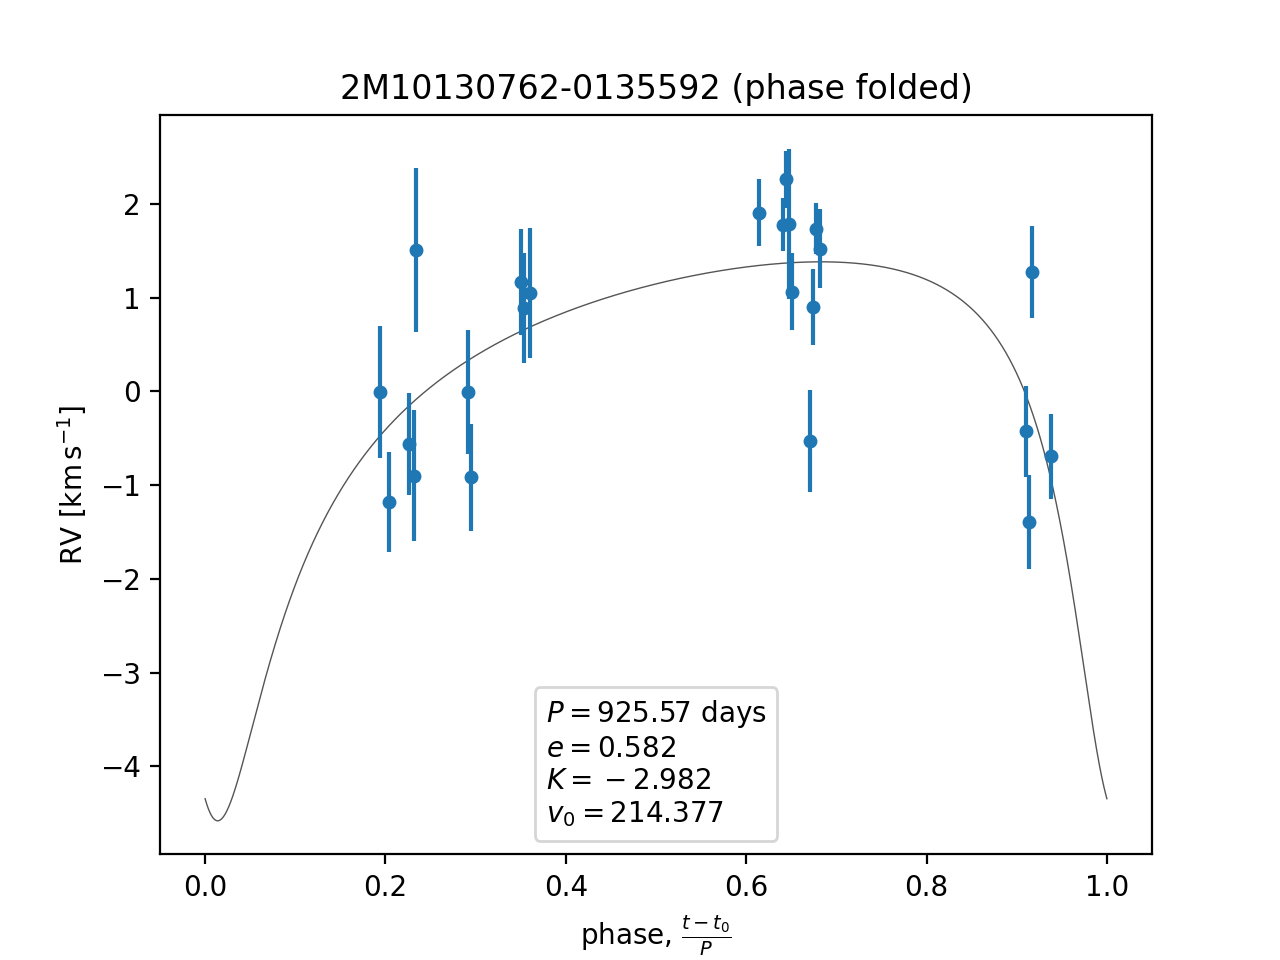 2M10130762-0135592 (phase folded)
2
1
0
−1
−2
−3
−4
RV [km s⁻¹]
P = 925.57 days
e = 0.582
K = −2.982
v₀ = 214.377
0.0 0.2 0.4 0.6 0.8 1.0
phase, (t − t₀)/P